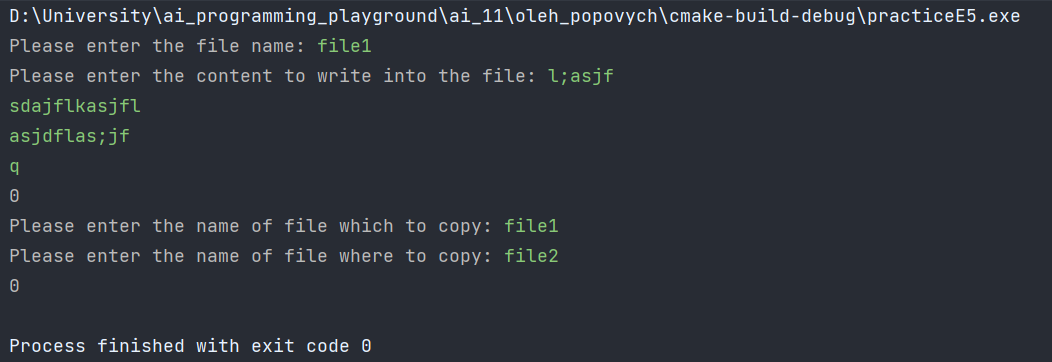 D:\University\ai_programming_playground\ai_11\oleh_popovych\cmake-build-debug\practiceE5.exe
Please enter the file name: file1
Please enter the content to write into the file: l;asjf
sdajflkasjfl
asjdflas;jf
q
0
Please enter the name of file which to copy: file1
Please enter the name of file where to copy: file2
0
Process finished with exit code 0